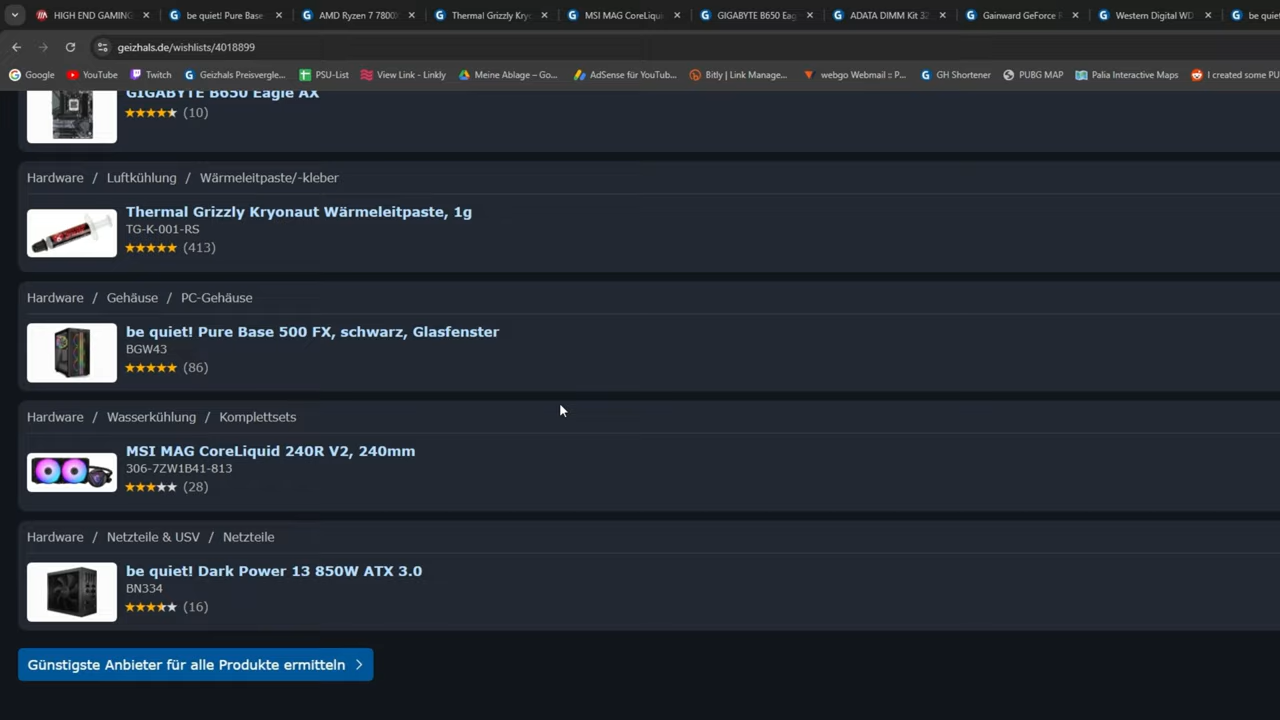 HIGH END GAMING
be quiet! Pure Base
AMD Ryzen 7 7800
Thermal Grizzly Kry
MSI MAG CoreLiqu
GIGABYTE B650 Eag
ADATA DIMM Kit 32
Gainward GeForce
Western Digital WD
be quiet
geizhals.de/wishlists/4018899
Google
YouTube
Twitch
Geizhals Preisvergle...
PSU-List
View Link - Linkly
Meine Ablage – Go...
AdSense für YouTub...
Bitly | Link Manage...
webgo Webmail :: P...
GH Shortener
PUBG MAP
Palia Interactive Maps
I created some PU
GIGABYTE B650 Eagle AX
(10)
Hardware / Luftkühlung / Wärmeleitpaste/-kleber
Thermal Grizzly Kryonaut Wärmeleitpaste, 1g
TG-K-001-RS
(413)
Hardware / Gehäuse / PC-Gehäuse
be quiet! Pure Base 500 FX, schwarz, Glasfenster
BGW43
(86)
Hardware / Wasserkühlung / Komplettsets
MSI MAG CoreLiquid 240R V2, 240mm
306-7ZW1B41-813
(28)
Hardware / Netzteile & USV / Netzteile
be quiet! Dark Power 13 850W ATX 3.0
BN334
(16)
Günstigste Anbieter für alle Produkte ermitteln